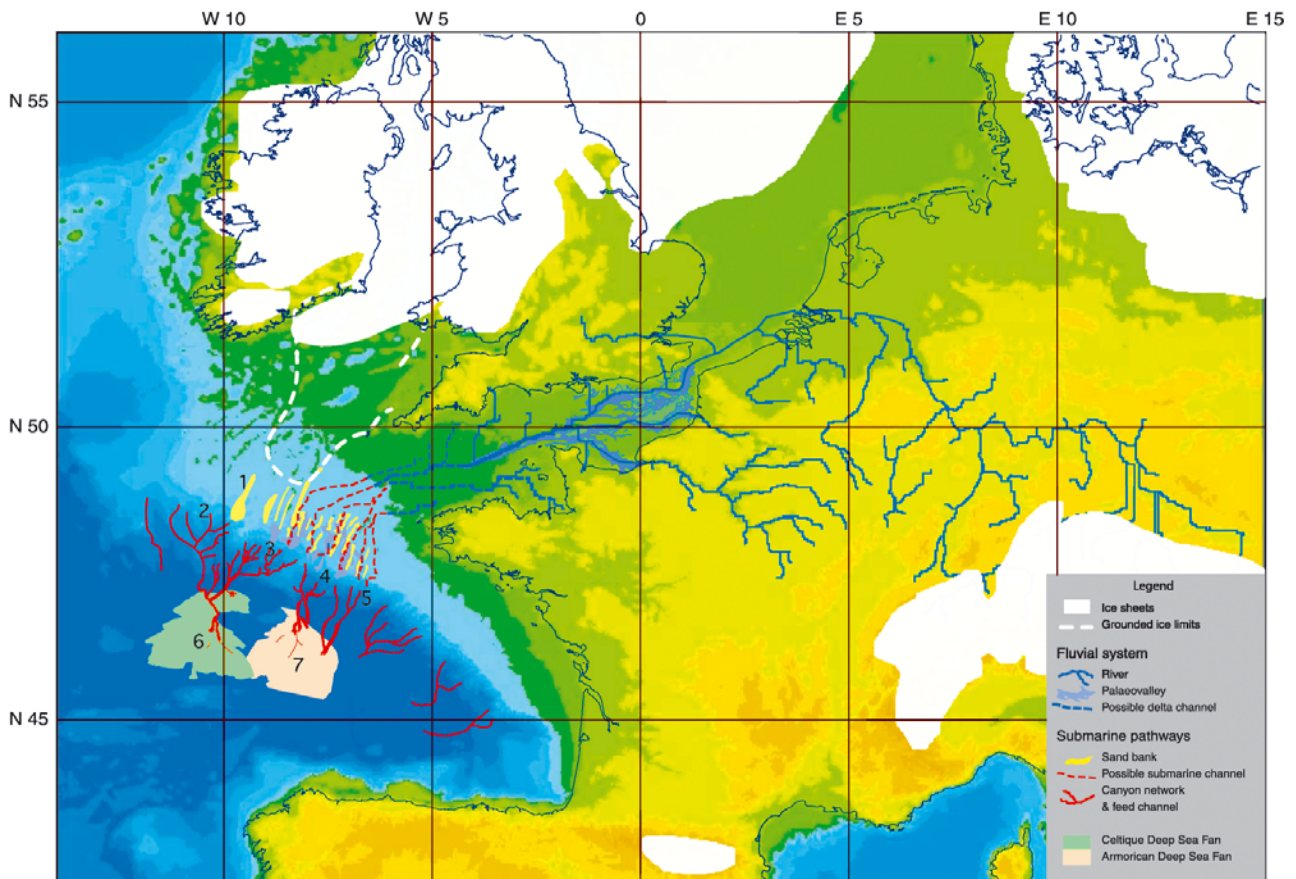 W 10 W 5 0 E 5 E 10 E 15
N 55
N 50
N 45
1
2
3
4
5
6
7
Legend
Ice sheets
Grounded ice limits
Fluvial system
River
Palaeovalley
Possible delta channel
Submarine pathways
Sand bank
Possible submarine channel
Canyon network
& feed channel
Celtique Deep Sea Fan
Armorican Deep Sea Fan